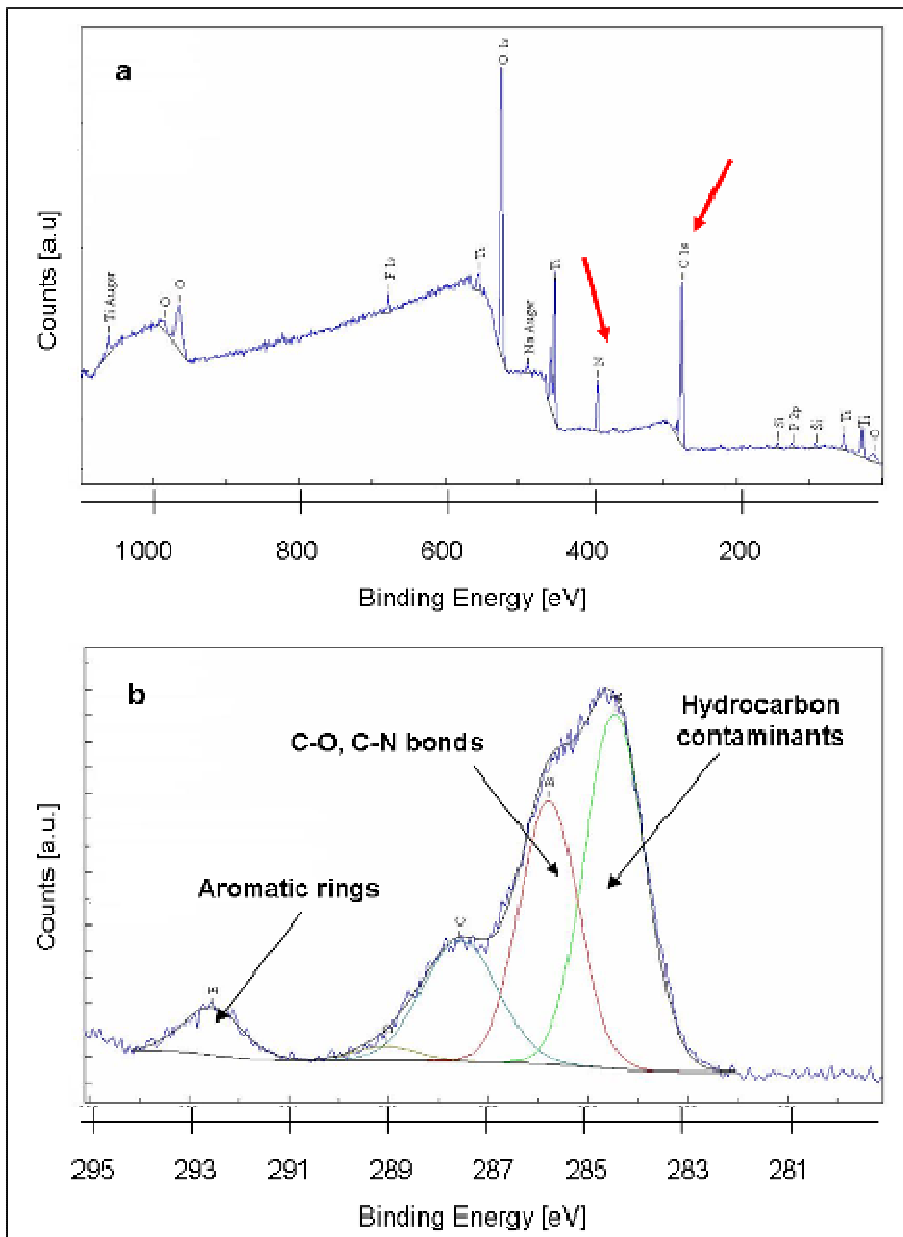 a
O 1s
C 1s
Ti
F 1s
Ti Auger
O
O
Na Auger
Ti
N
Si
P 2p
Si
Ti
Ti
O
Counts [a.u]
1000
800
600
400
200
Binding Energy [eV]
b
Hydrocarbon
contaminants
C-O, C-N bonds
B
Aromatic rings
C
E
Counts [a.u.]
295
293
291
289
287
285
283
281
Binding Energy [eV]